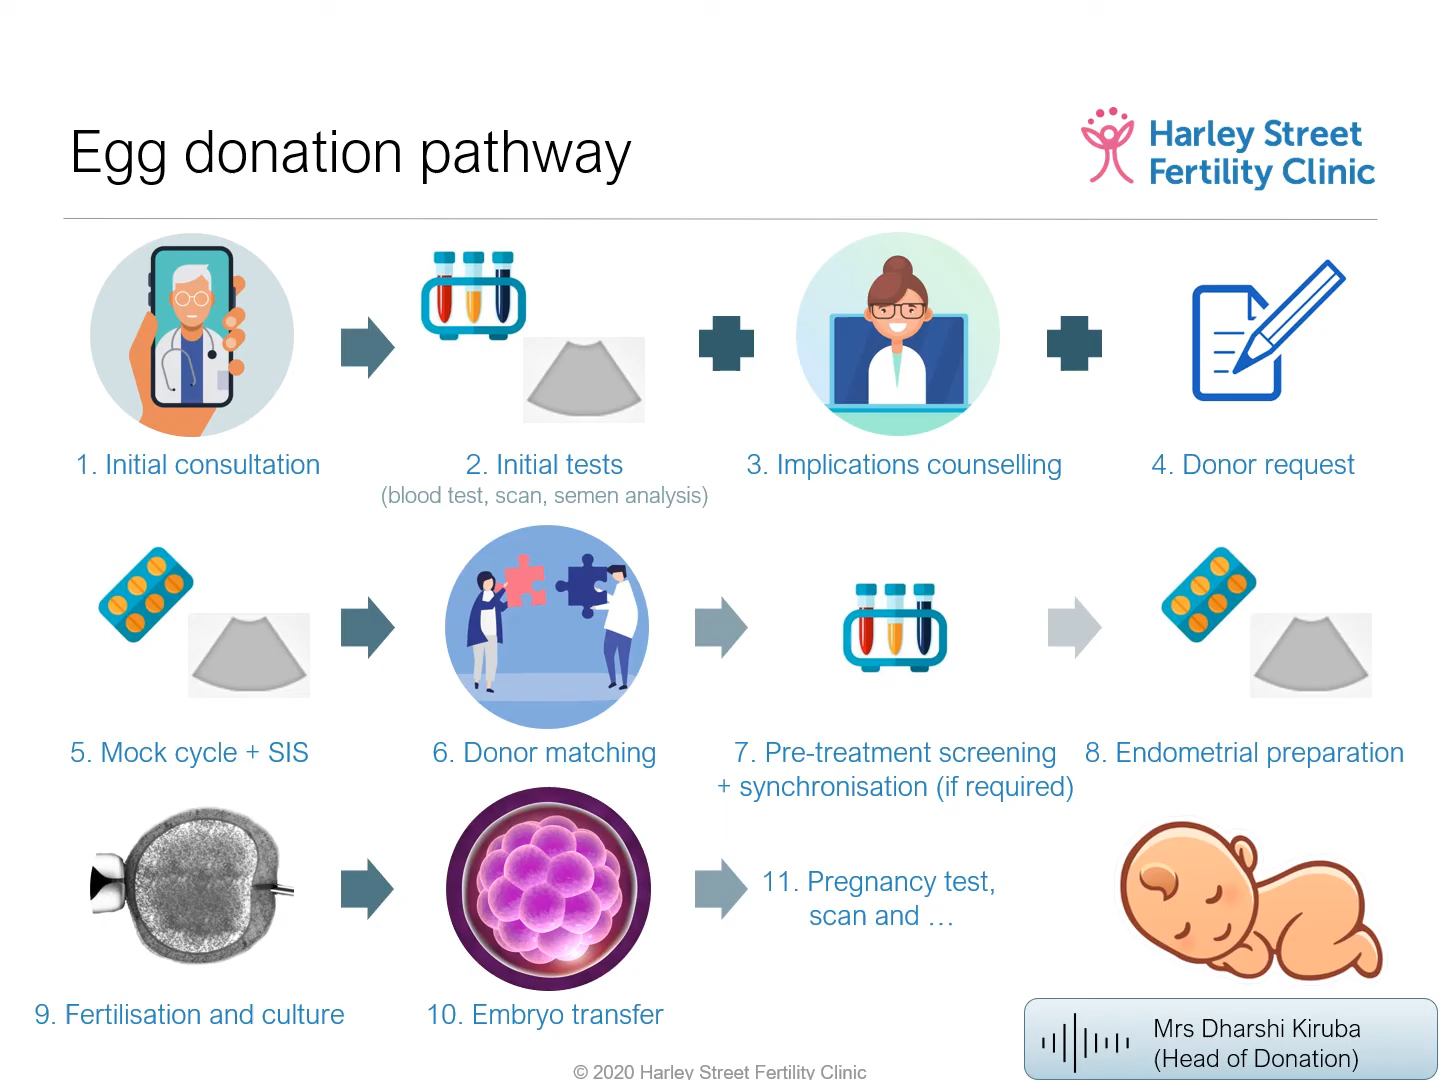 Egg donation pathway
Harley Street
Fertility Clinic
1. Initial consultation
2. Initial tests
(blood test, scan, semen analysis)
3. Implications counselling
4. Donor request
5. Mock cycle + SIS
6. Donor matching
7. Pre-treatment screening
+ synchronisation (if required)
8. Endometrial preparation
9. Fertilisation and culture
10. Embryo transfer
11. Pregnancy test,
scan and ...
Mrs Dharshi Kiruba
(Head of Donation)
© 2020 Harley Street Fertility Clinic